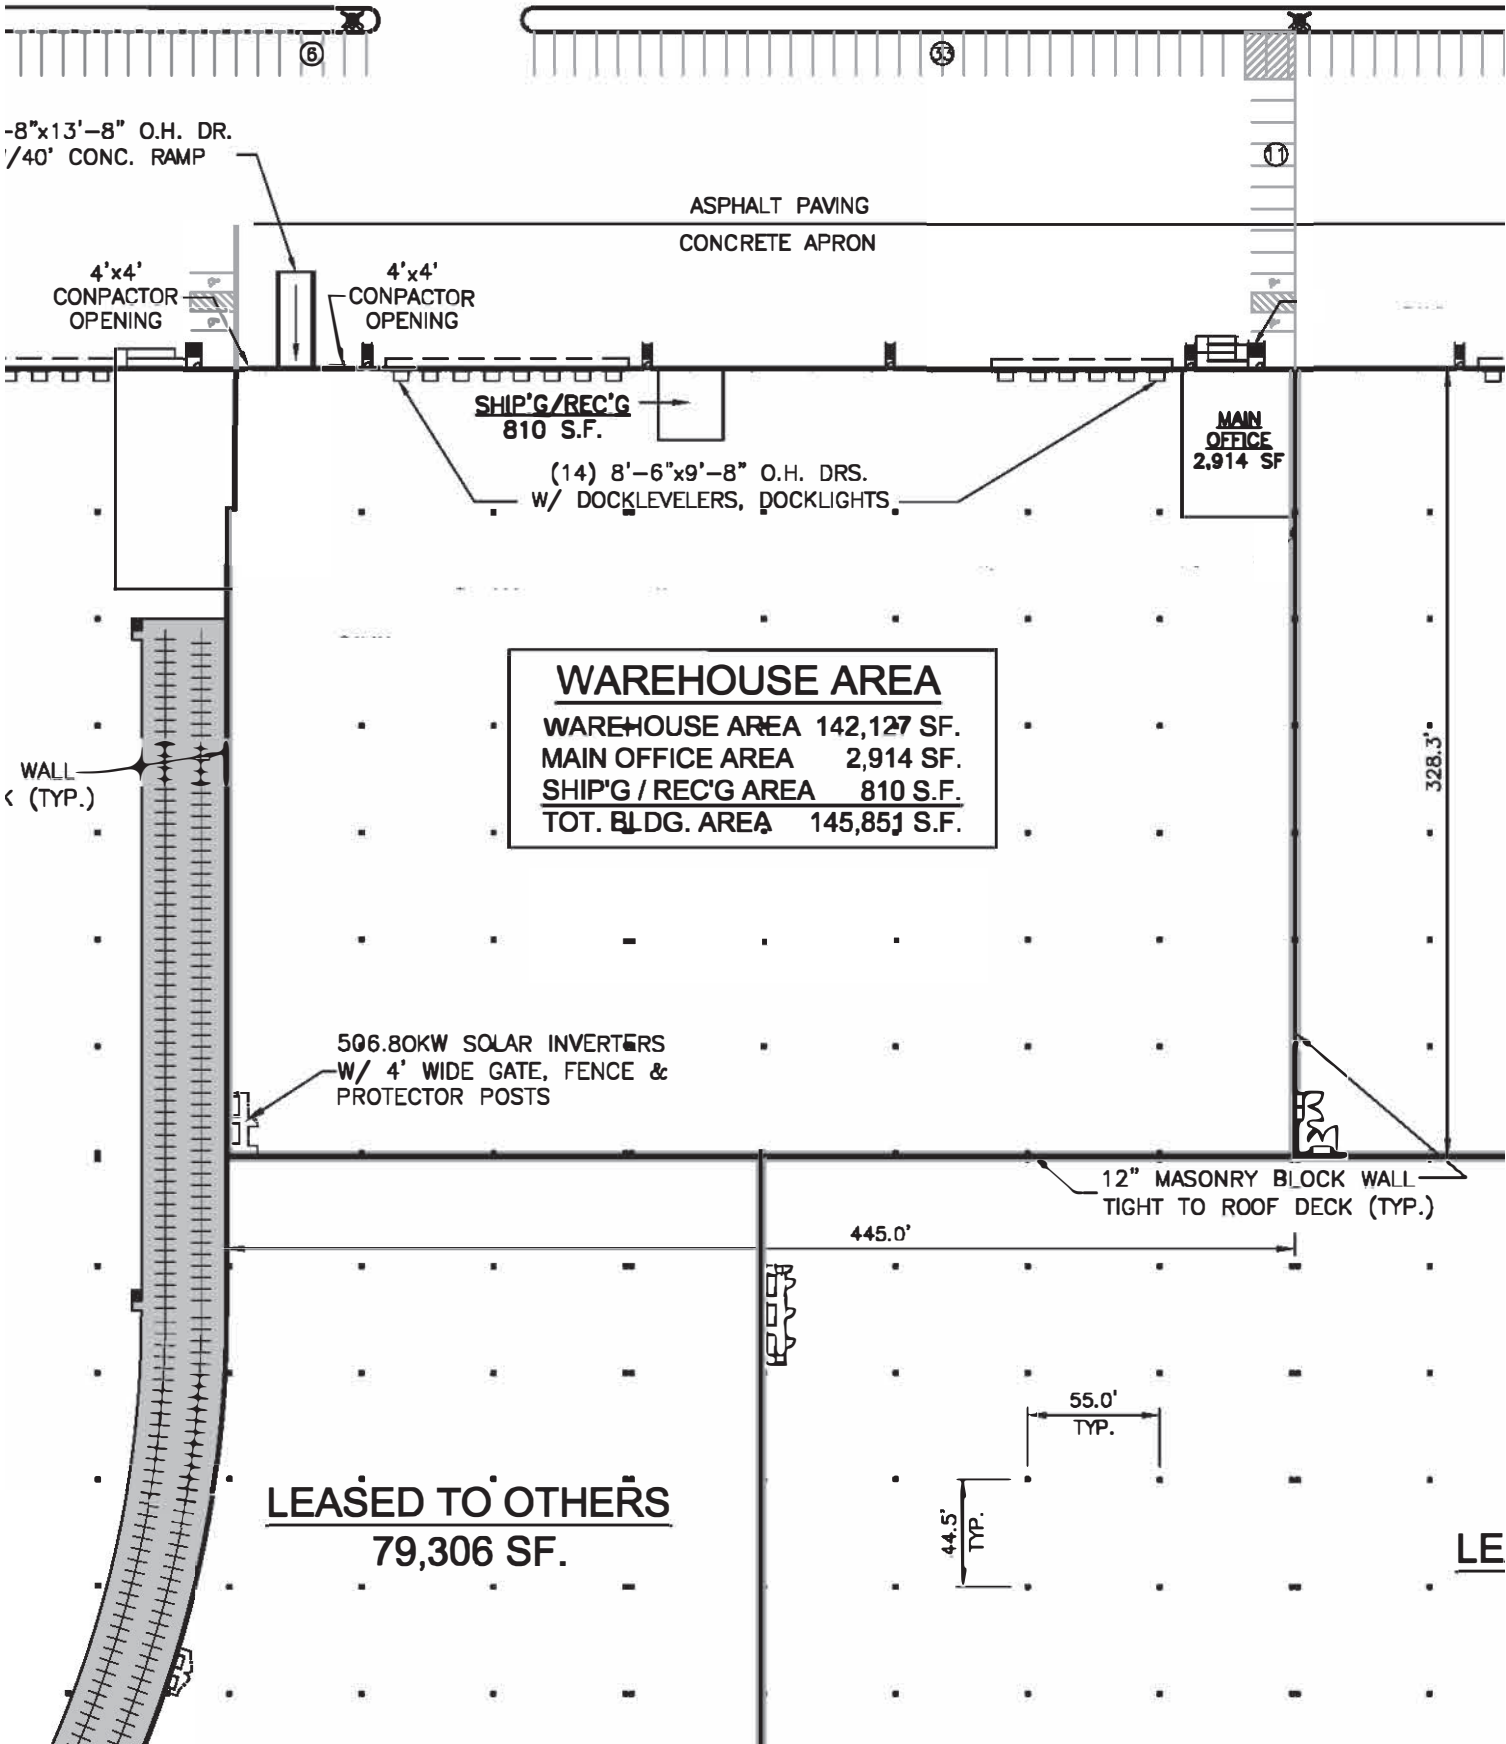 6
33
-8"x13'-8" O.H. DR.
/40' CONC. RAMP
11
ASPHALT PAVING
CONCRETE APRON
4'x4'
CONPACTOR
OPENING
4'x4'
CONPACTOR
OPENING
SHIP'G/REC'G
810 S.F.
MAIN
OFFICE
2,914 SF
(14) 8'-6"x9'-8" O.H. DRS.
W/ DOCKLEVELERS, DOCKLIGHTS
WAREHOUSE AREA
WAREHOUSE AREA 142,127 SF.
MAIN OFFICE AREA 2,914 SF.
SHIP'G / REC'G AREA 810 S.F.
TOT. BLDG. AREA 145,851 S.F.
WALL
K (TYP.)
328.3'
506.80KW SOLAR INVERTERS
W/ 4' WIDE GATE, FENCE &
PROTECTOR POSTS
12" MASONRY BLOCK WALL
TIGHT TO ROOF DECK (TYP.)
445.0'
55.0'
TYP.
44.5'
TYP.
LEASED TO OTHERS
79,306 SF.
LEA